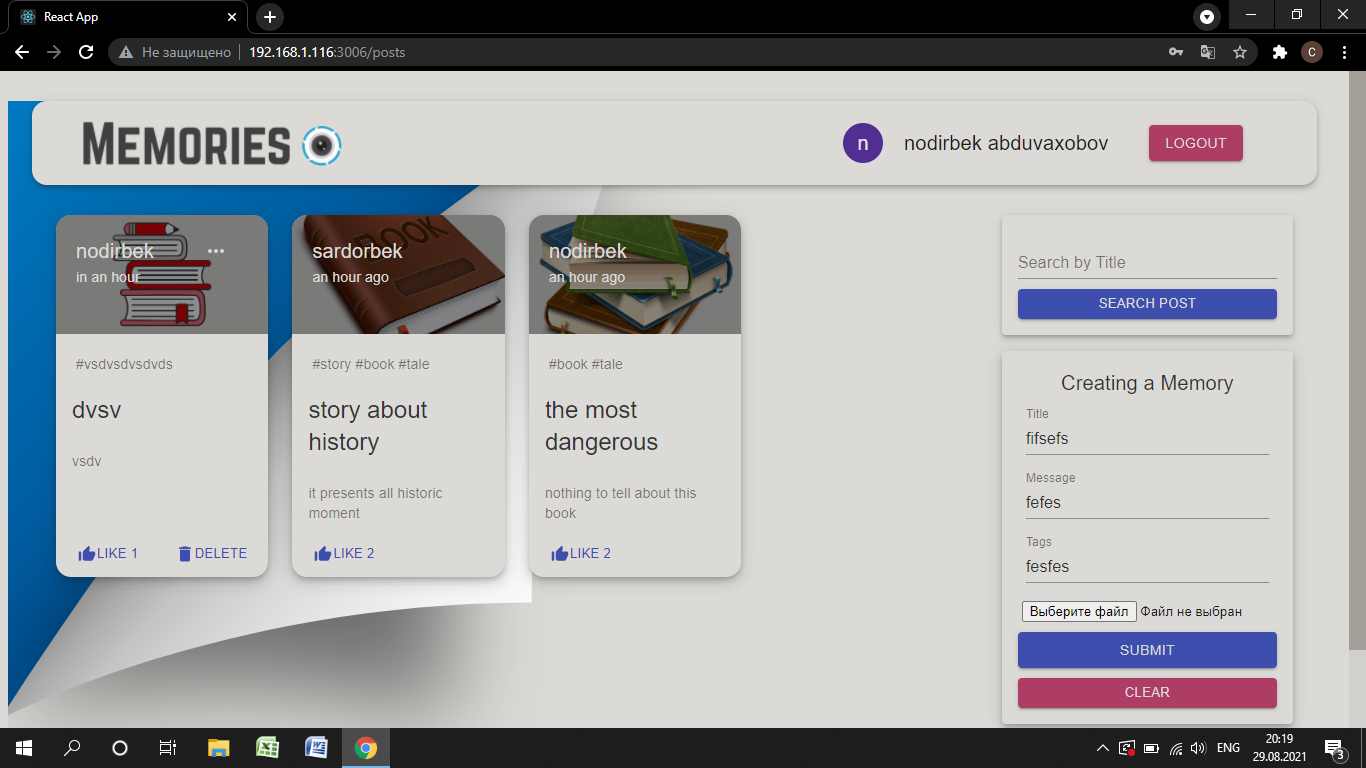 React App
Не защищено 192.168.1.116:3006/posts
C
MEMORIES
n
nodirbek abduvaxobov
LOGOUT
nodirbek
in an hour
#vsdvsdvsdvds
dvsv
vsdv
LIKE 1
DELETE
BOOK
sardorbek
an hour ago
#story #book #tale
story about
history
it presents all historic
moment
LIKE 2
nodirbek
an hour ago
#book #tale
the most
dangerous
nothing to tell about this
book
LIKE 2
Search by Title
SEARCH POST
Creating a Memory
Title
fifsefs
Message
fefes
Tags
fesfes
Выберите файл Файл не выбран
SUBMIT
CLEAR
ENG
20:19
29.08.2021
3